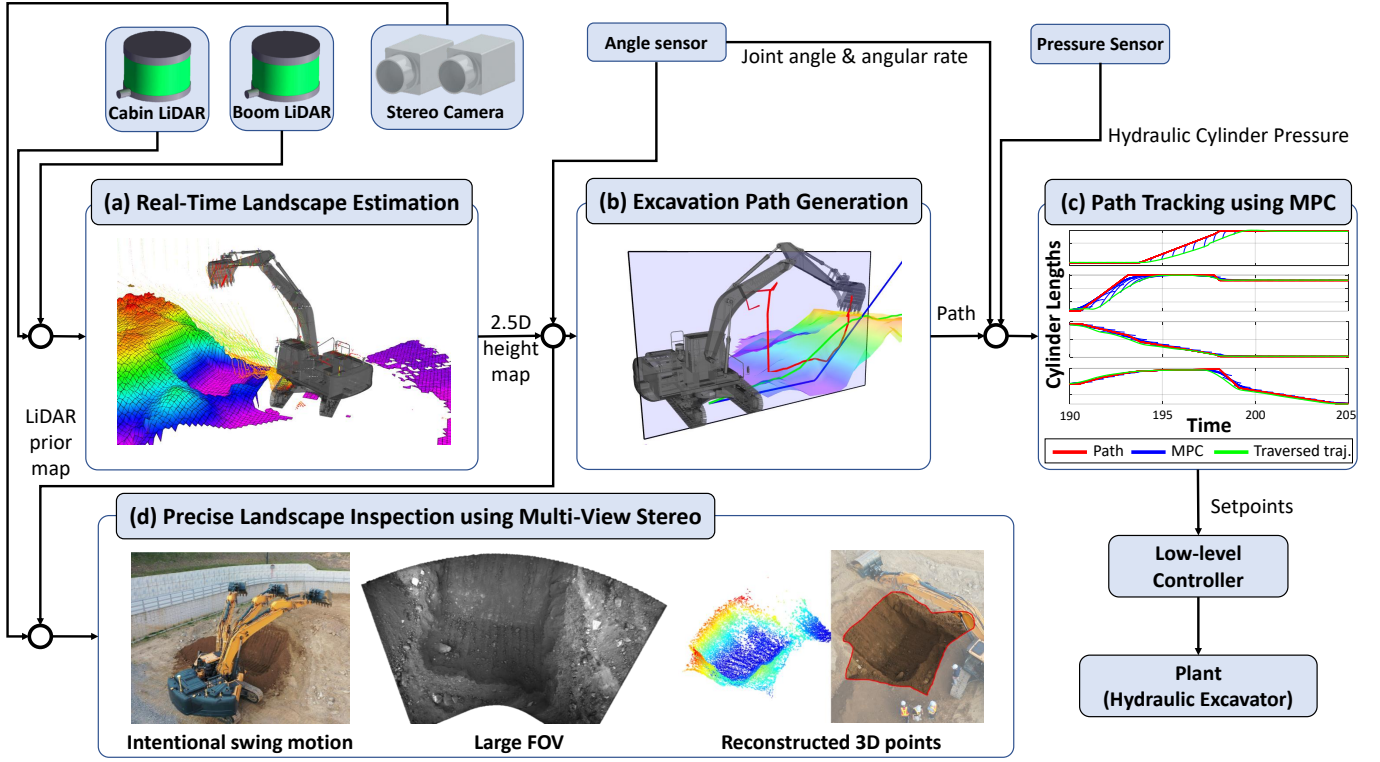 Cabin LiDAR
Boom LiDAR
Stereo Camera
Angle sensor
Joint angle & angular rate
Pressure Sensor
Hydraulic Cylinder Pressure
(a) Real-Time Landscape Estimation
2.5D
height
map
(b) Excavation Path Generation
Path
(c) Path Tracking using MPC
Cylinder Lengths
190
195
200
205
Time
Path
MPC
Traversed traj.
LiDAR
prior
map
(d) Precise Landscape Inspection using Multi-View Stereo
Intentional swing motion
Large FOV
Reconstructed 3D points
Setpoints
Low-level
Controller
Plant
(Hydraulic Excavator)